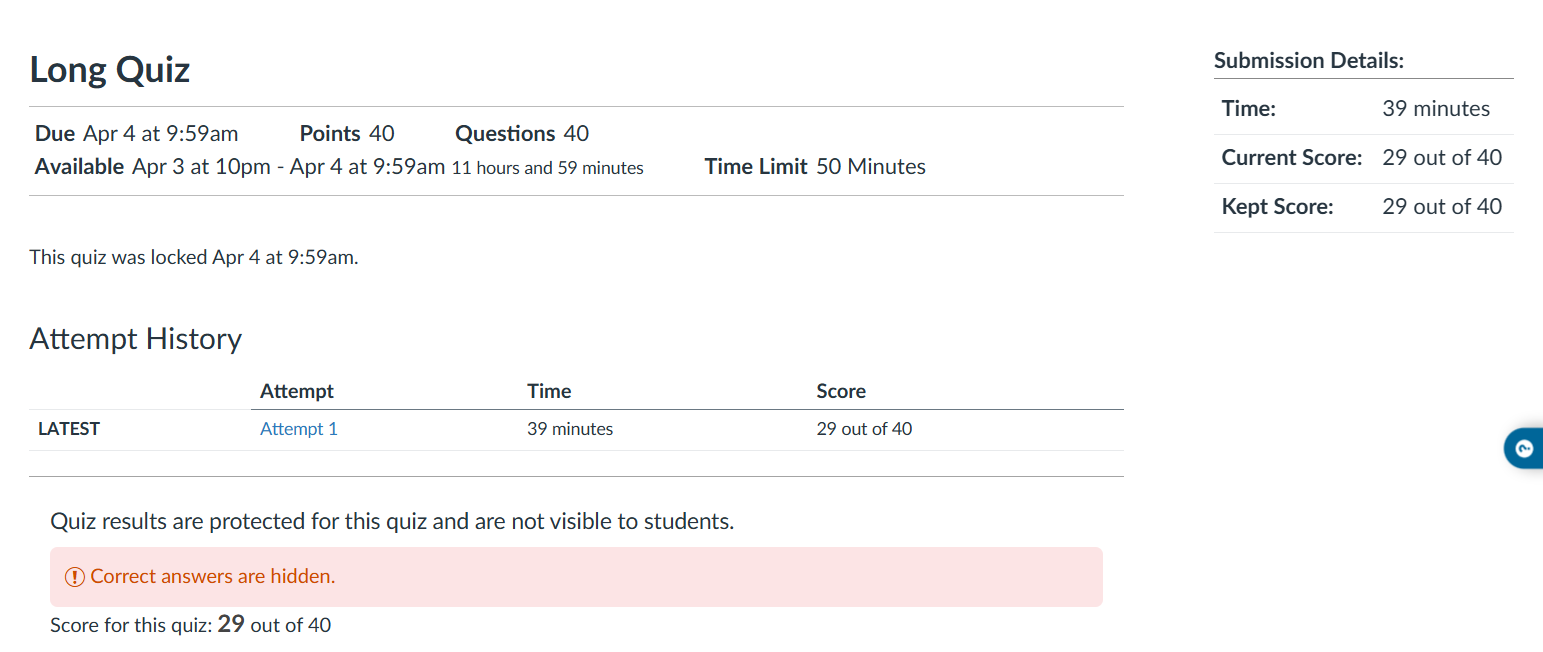 Long Quiz
Due Apr 4 at 9:59am Points 40 Questions 40
Available Apr 3 at 10pm - Apr 4 at 9:59am 11 hours and 59 minutes Time Limit 50 Minutes
This quiz was locked Apr 4 at 9:59am.
Attempt History
Attempt Time Score
LATEST Attempt 1 39 minutes 29 out of 40
Quiz results are protected for this quiz and are not visible to students.
Correct answers are hidden.
Score for this quiz: 29 out of 40
Submission Details:
Time: 39 minutes
Current Score: 29 out of 40
Kept Score: 29 out of 40